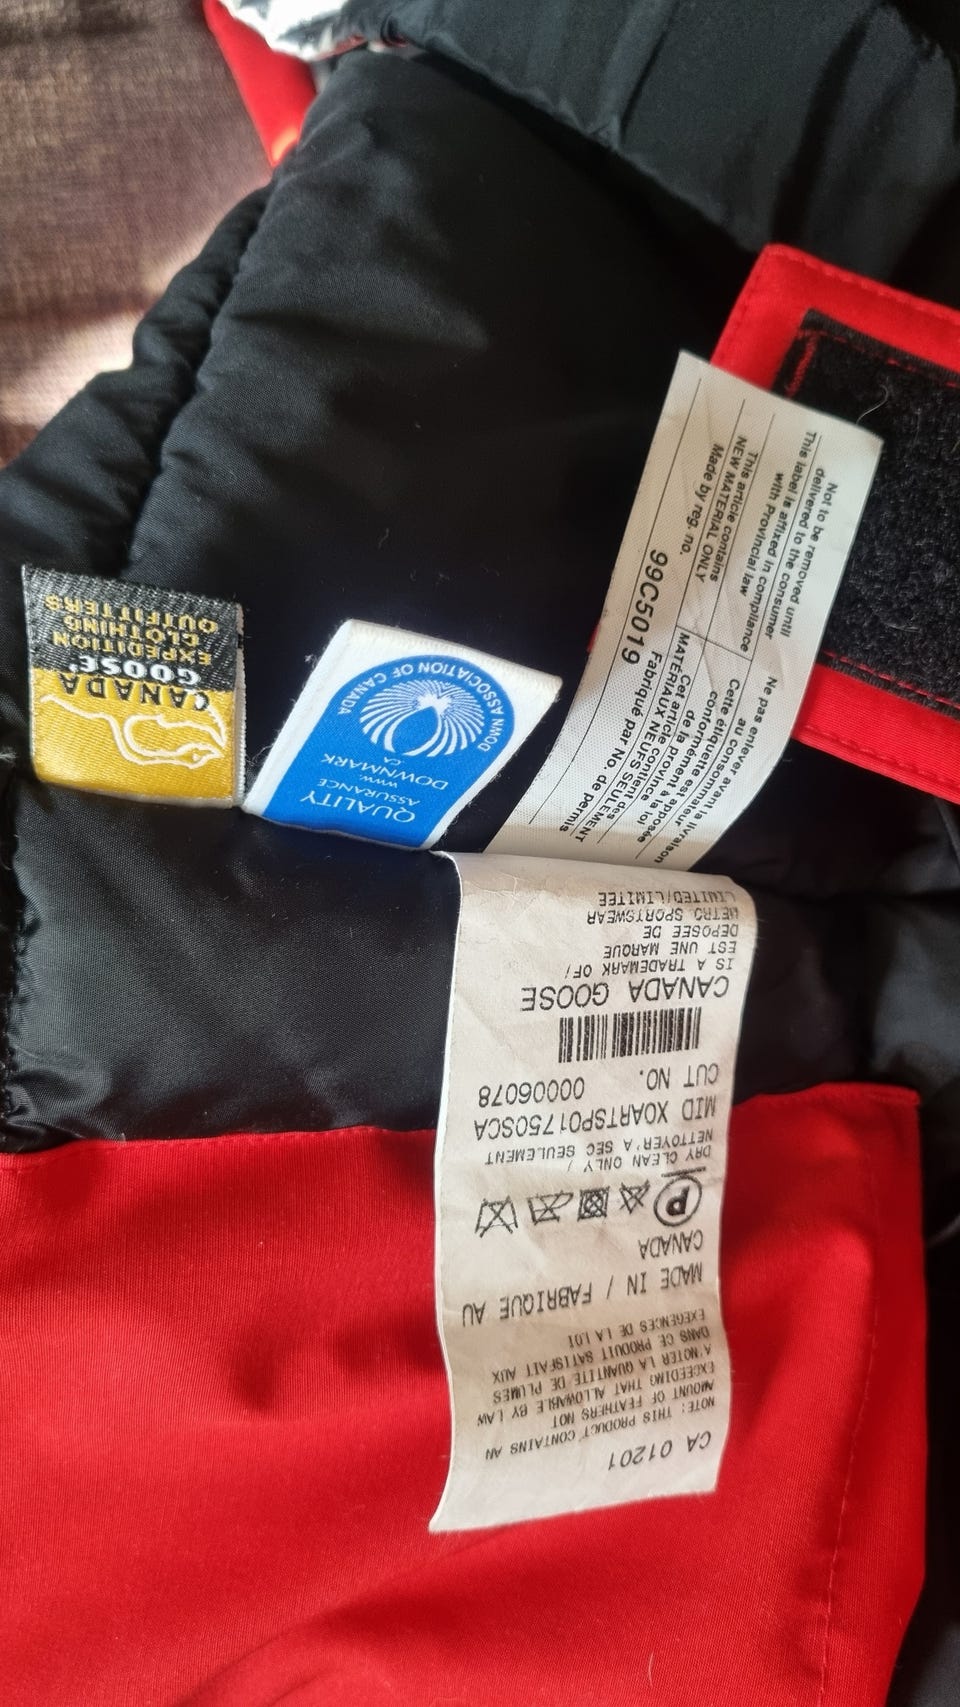 CANADA
GOOSE
EXPEDITION
CLOTHING
OUTFITTERS
QUALITY
ASSURANCE
WWW.
DOWNMARK
.CA
DOWN ASSOCIATION OF CANADA
Not to be removed until
delivered to the consumer
This label is affixed in compliance
with Provincial law
This article contains
NEW MATERIAL ONLY
Made by reg. no.
99C5019
Ne pas enlever avant la livraison
au consommateur
Cette étiquette est apposée
conformément à la loi
de la province
Cet article contient des
MATÉRIAUX NEUFS SEULEMENT
Fabriqué par No. de permis
CA 01201
NOTE: THIS PRODUCT CONTAINS AN
AMOUNT OF FEATHERS NOT
EXCEEDING THAT ALLOWABLE BY LAW
A NOTER LA QUANTITE DE PLUMES
DANS CE PRODUIT SATISFAIT AUX
EXEGENCES DE LA LOI
MADE IN / FABRIQUE AU
CANADA
P
DRY CLEAN ONLY /
NETTOYER'A SEC SEULEMENT
MID XOARTSP01750SCA
CUT NO. 00006078
CANADA GOOSE
IS A TRADEMARK OF/
EST UNE MARQUE
DEPOSEE DE
METRO SPORTSWEAR
LIMITED/LIMITEE